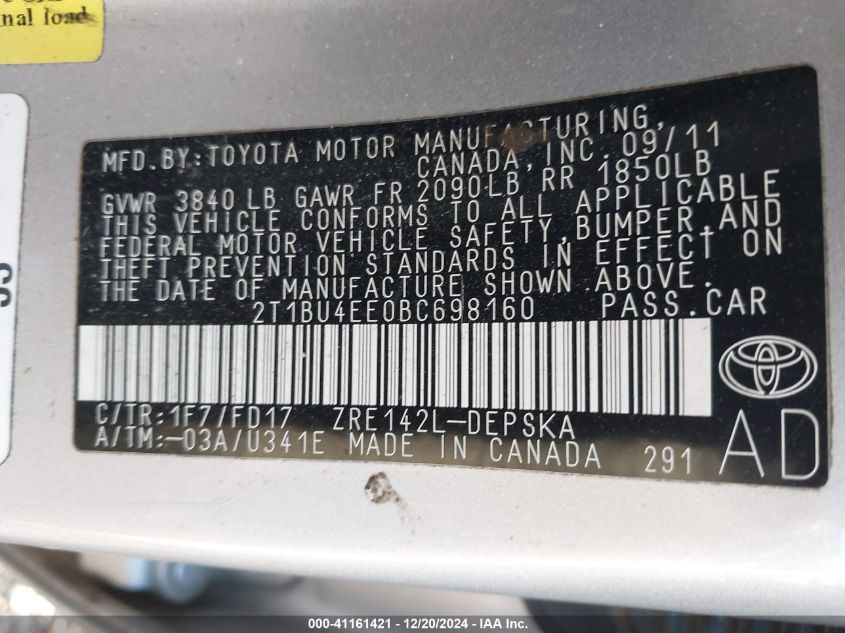 nal load
MFD.BY:TOYOTA MOTOR MANUFACTURING,
CANADA, INC. 09/11
GVWR 3840 LB GAWR FR 2090LB RR 1850LB
THIS VEHICLE CONFORMS TO ALL APPLICABLE
FEDERAL MOTOR VEHICLE SAFETY, BUMPER, AND
THEFT PREVENTION STANDARDS IN EFFECT ON
THE DATE OF MANUFACTURE SHOWN ABOVE.
2T1BU4EE0BC698160 PASS.CAR
C/TR:1F7/FD17 ZRE142L-DEPSKA
A/TM:-03A/U341E MADE IN CANADA 291
AD
000-41161421 - 12/20/2024 - IAA Inc.